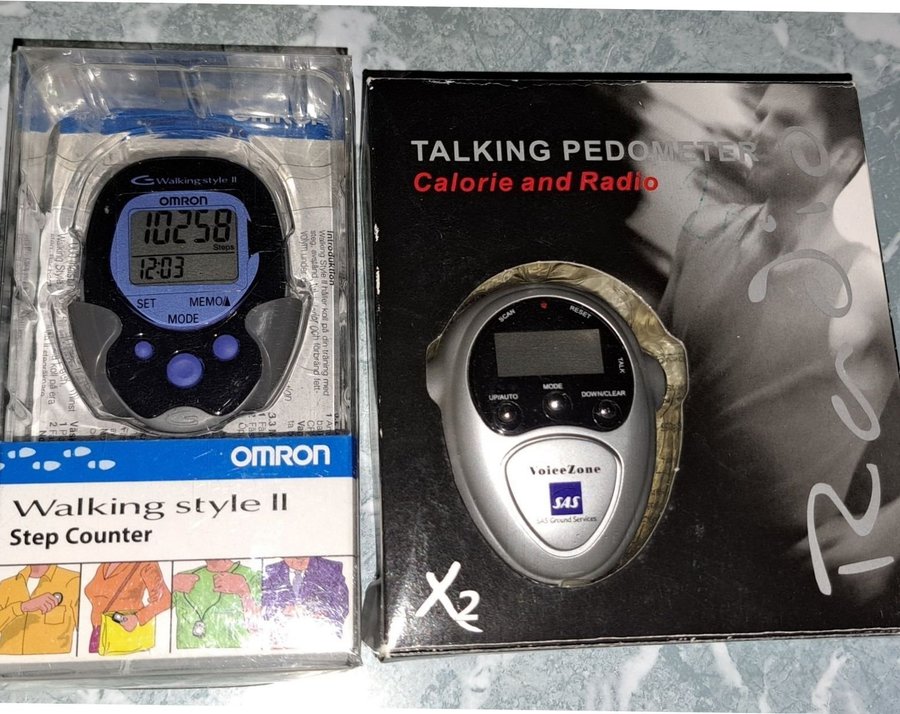 Walking style II
OMRON
10258
Steps
12:03
SET
MEMO
MODE
Introduktion
OMRON
Walking style II
Step Counter
TALKING PEDOMETER
Calorie and Radio
SCAN
RESET
TALK
MODE
UP/AUTO
DOWN/CLEAR
VoiceZone
SAS
SAS Ground Services
X2
Radio